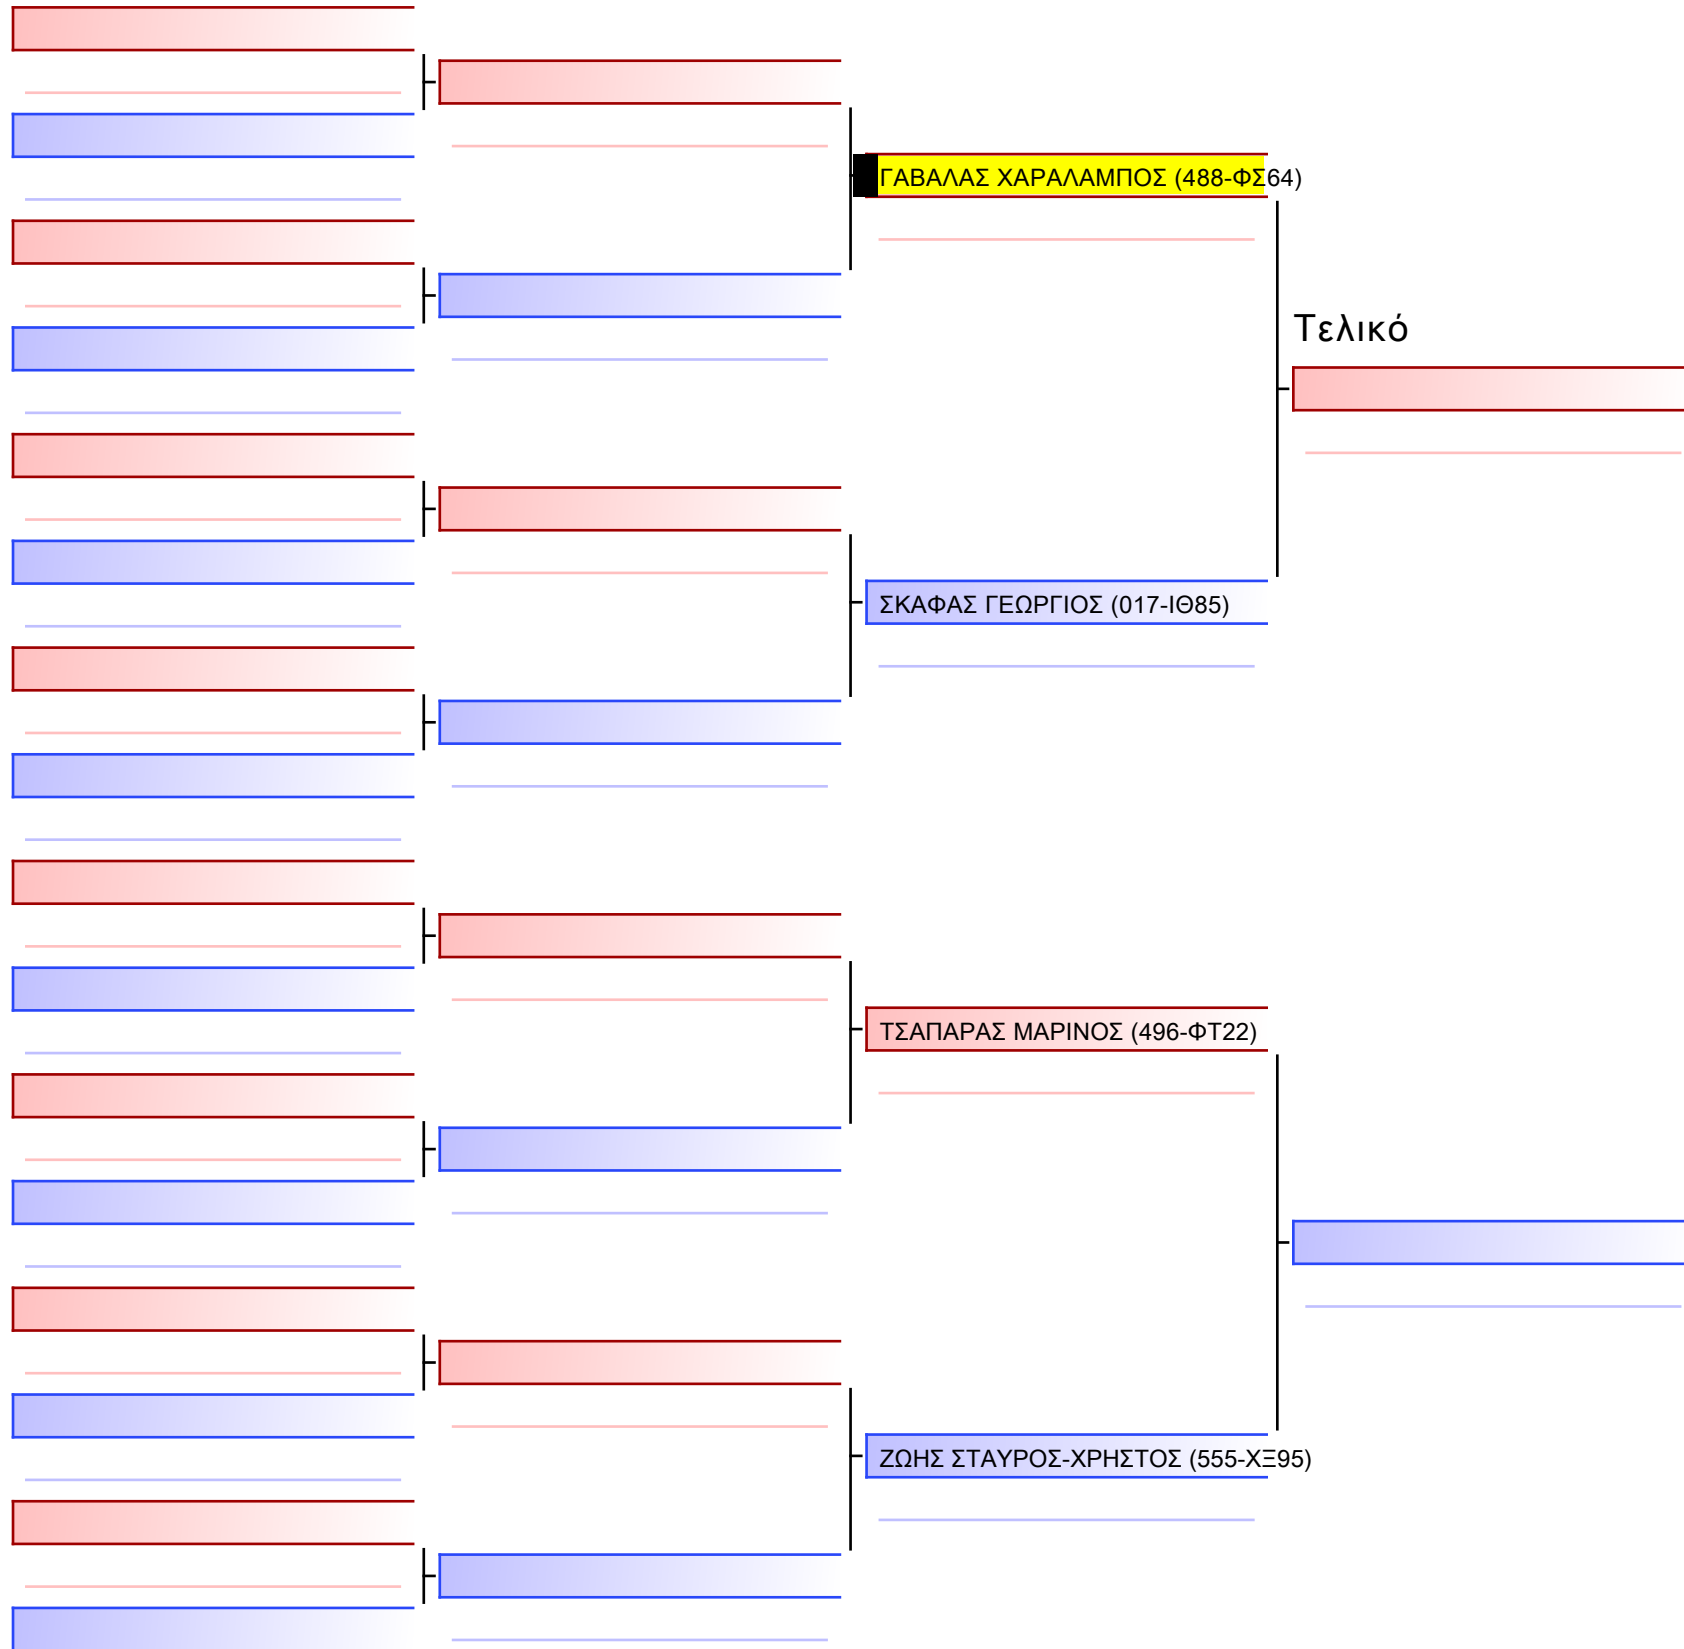 ΓΑΒΑΛΑΣ ΧΑΡΑΛΑΜΠΟΣ (488-ΦΣ64)
Τελικό
ΣΚΑΦΑΣ ΓΕΩΡΓΙΟΣ (017-ΙΘ85)
ΤΣΑΠΑΡΑΣ ΜΑΡΙΝΟΣ (496-ΦΤ22)
ΖΩΗΣ ΣΤΑΥΡΟΣ-ΧΡΗΣΤΟΣ (555-ΧΞ95)